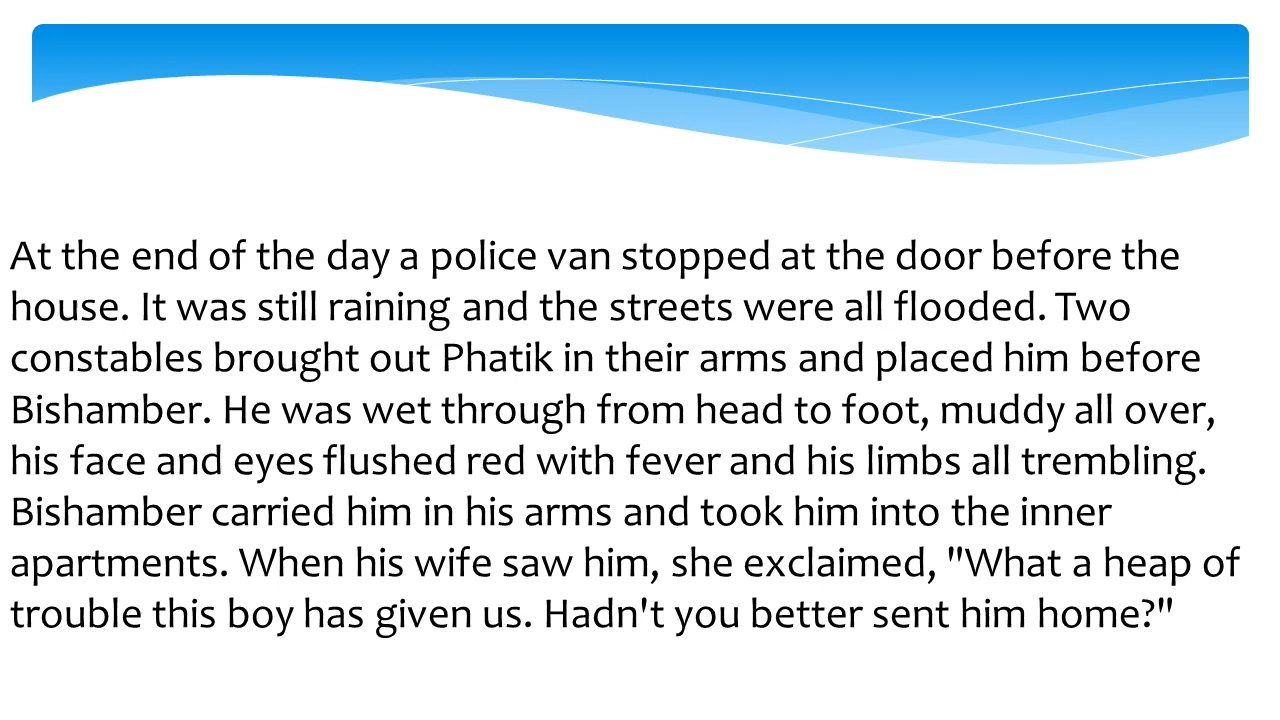 At the end of the day a police van stopped at the door before the
house. It was still raining and the streets were all flooded. Two
constables brought out Phatik in their arms and placed him before
Bishamber. He was wet through from head to foot, muddy all over,
his face and eyes flushed red with fever and his limbs all trembling.
Bishamber carried him in his arms and took him into the inner
apartments. When his wife saw him, she exclaimed, "What a heap of
trouble this boy has given us. Hadn't you better sent him home?"